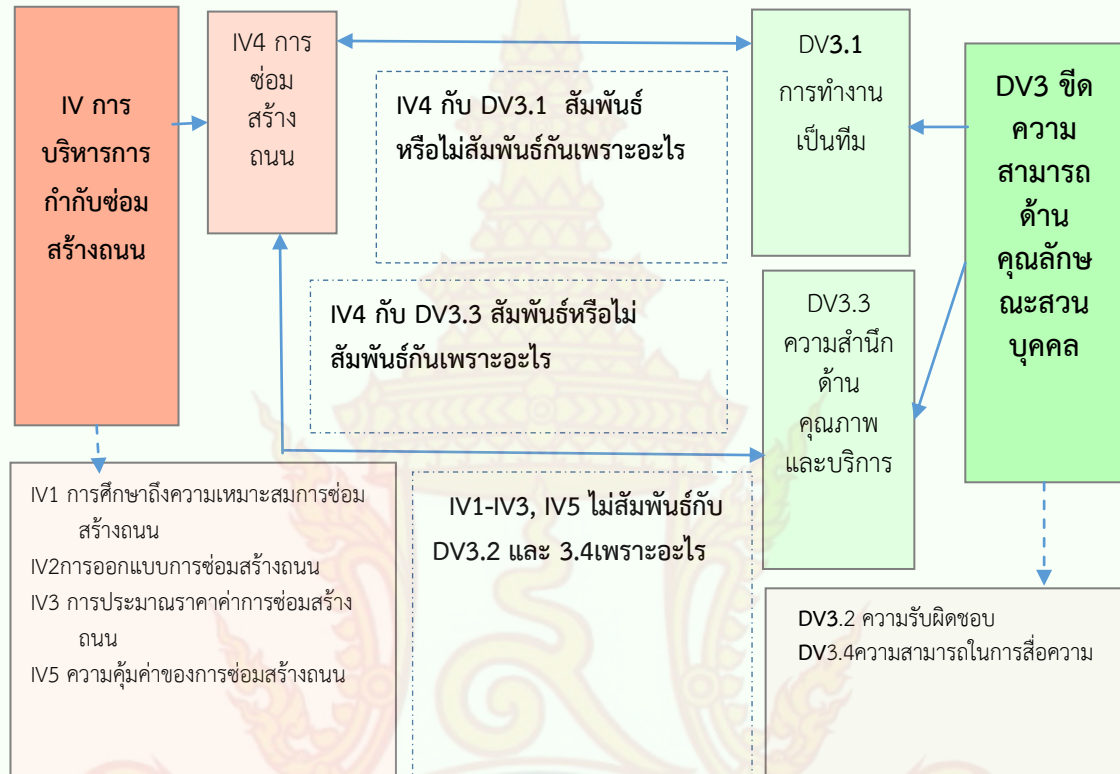 IV การ
บริหารการ
กำกับซ่อม
สร้างถนน
IV4 การ
ซ่อม
สร้าง
ถนน
IV4 กับ DV3.1 สัมพันธ์
หรือไม่สัมพันธ์กันเพราะอะไร
DV3.1
การทำงาน
เป็นทีม
DV3 ขีด
ความ
สามารถ
ด้าน
คุณลักษ
ณะสวน
บุคคล
IV4 กับ DV3.3 สัมพันธ์หรือไม่
สัมพันธ์กันเพราะอะไร
DV3.3
ความสำนึก
ด้าน
คุณภาพ
และบริการ
IV1 การศึกษาถึงความเหมาะสมการซ่อม
สร้างถนน
IV2การออกแบบการซ่อมสร้างถนน
IV3 การประมาณราคาค่าการซ่อมสร้าง
ถนน
IV5 ความคุ้มค่าของการซ่อมสร้างถนน
IV1-IV3, IV5 ไม่สัมพันธ์กับ
DV3.2 และ 3.4เพราะอะไร
DV3.2 ความรับผิดชอบ
DV3.4ความสามารถในการสื่อความ